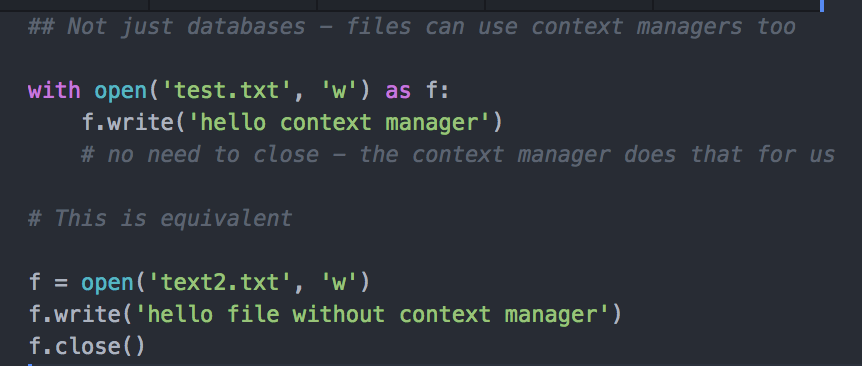 ## Not just databases – files can use context managers too
with open('test.txt', 'w') as f:
    f.write('hello context manager')
    # no need to close – the context manager does that for us
# This is equivalent
f = open('text2.txt', 'w')
f.write('hello file without context manager')
f.close()